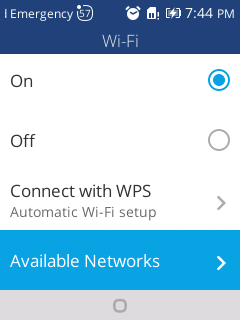 I Emergency 57 7:44 PM
Wi-Fi
On
Off
Connect with WPS
Automatic Wi-Fi setup
Available Networks